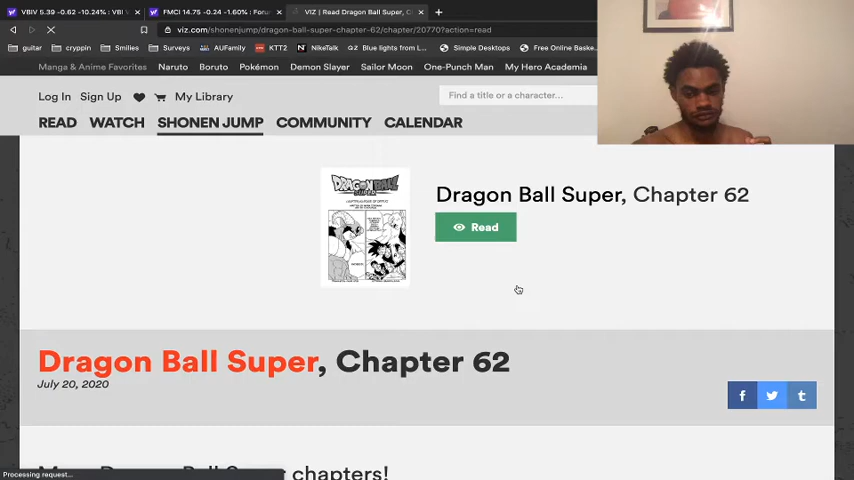 VBIV 5.39 -0.62 -10.24% : VBI V
FMCI 14.75 -0.24 -1.60% : Foru
VIZ | Read Dragon Ball Super, C
viz.com/shonenjump/dragon-ball-super-chapter-62/chapter/20770?action=read
guitar cryppin Smilies Surveys AUFamily KTT2 NikeTalk Blue lights from l... Simple Desktops Free Online Baske
Manga & Anime Favorites Naruto Boruto Pokémon Demon Slayer Sailor Moon One-Punch Man My Hero Academia
Log In Sign Up My Library Find a title or a character...
READ WATCH SHONEN JUMP COMMUNITY CALENDAR
DRAGON BALL
SUPER
Dragon Ball Super, Chapter 62
Read
Dragon Ball Super, Chapter 62
July 20, 2020
chapters!
Processing request...